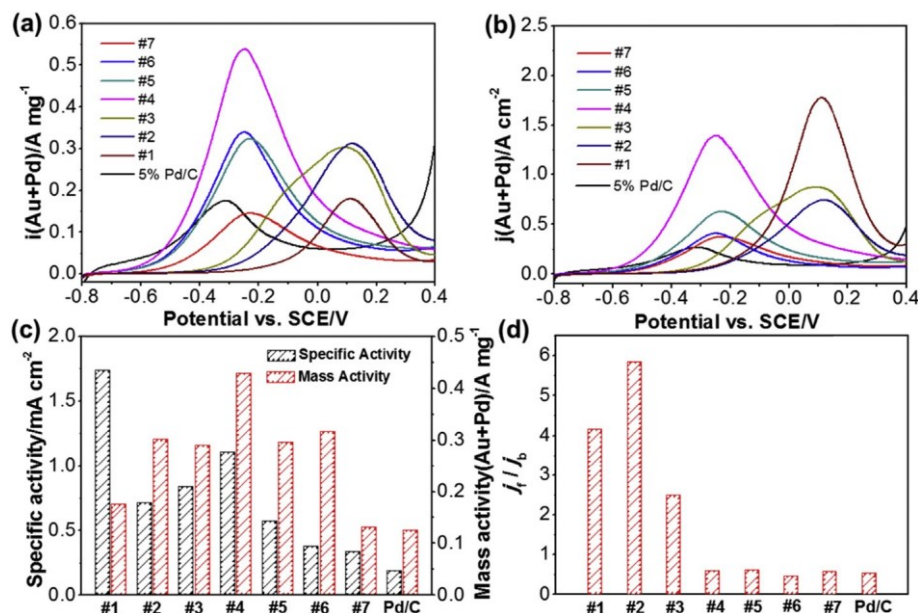 (a)
i(Au+Pd)/A mg⁻¹
0.6
0.5
0.4
0.3
0.2
0.1
0.0
#7
#6
#5
#4
#3
#2
#1
5% Pd/C
-0.8 -0.6 -0.4 -0.2 0.0 0.2 0.4
Potential vs. SCE/V
(b)
j(Au+Pd)/A cm⁻²
2.5
2.0
1.5
1.0
0.5
0.0
#7
#6
#5
#4
#3
#2
#1
5% Pd/C
-0.8 -0.6 -0.4 -0.2 0.0 0.2 0.4
Potential vs. SCE/V
(c)
Specific activity/mA cm⁻²
2.0
1.5
1.0
0.5
0.0
Specific Activity
Mass Activity
0.5
0.4
0.3
0.2
0.1
0.0
Mass activity(Au+Pd)/A mg⁻¹
#1 #2 #3 #4 #5 #6 #7 Pd/C
(d)
j_f / j_b
6
5
4
3
2
1
0
#1 #2 #3 #4 #5 #6 #7 Pd/C